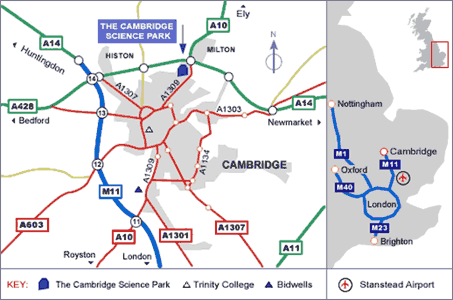 THE CAMBRIDGE
SCIENCE PARK
A10
Ely
A14
Huntingdon
HISTON
MILTON
N
14
A1307
A1309
A428
Bedford
13
A1303
A14
Newmarket
12
A1309
A1134
CAMBRIDGE
M11
A603
11
A10
A1301
A1307
A11
Royston
London
Nottingham
M1
Cambridge
Oxford
M11
M40
London
M23
Brighton
KEY:
The Cambridge Science Park
Trinity College
Bidwells
Stanstead Airport